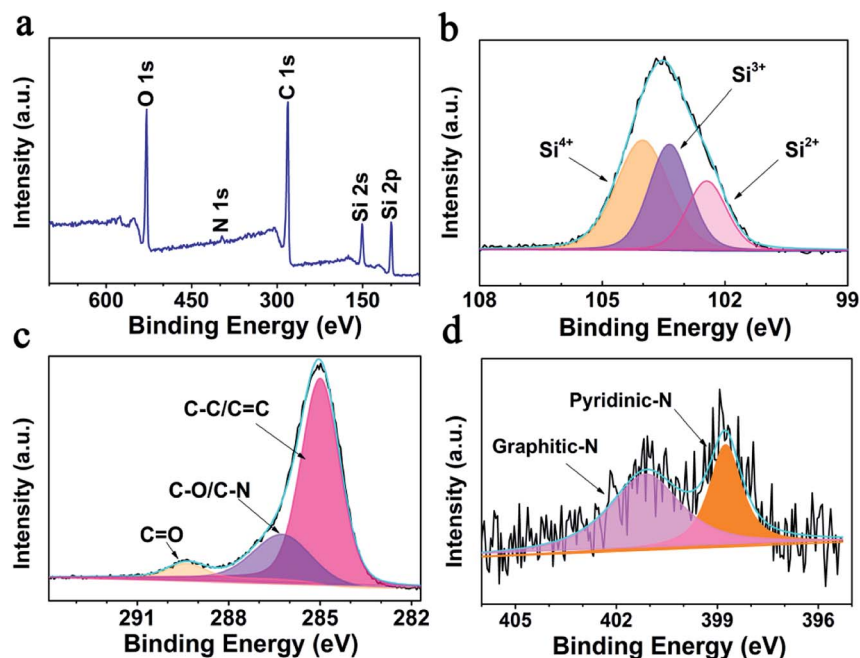 a
Intensity (a.u.)
O 1s
N 1s
C 1s
Si 2s
Si 2p
600 450 300 150
Binding Energy (eV)
b
Intensity (a.u.)
Si⁴⁺
Si³⁺
Si²⁺
108 105 102 99
Binding Energy (eV)
c
Intensity (a.u.)
C-C/C=C
C-O/C-N
C=O
291 288 285 282
Binding Energy (eV)
d
Intensity (a.u.)
Pyridinic-N
Graphitic-N
405 402 399 396
Binding Energy (eV)